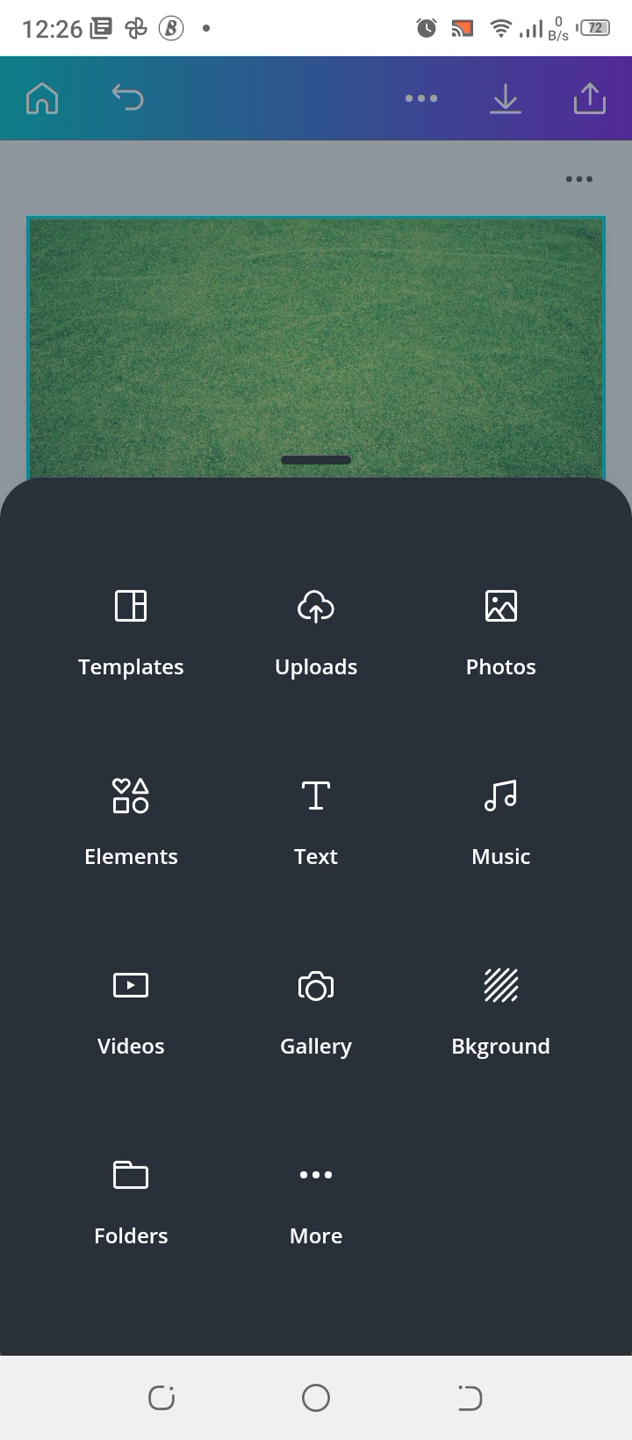 12:26 B 0 72
B/s
Templates Uploads Photos
Elements Text Music
Videos Gallery Bkground
Folders More